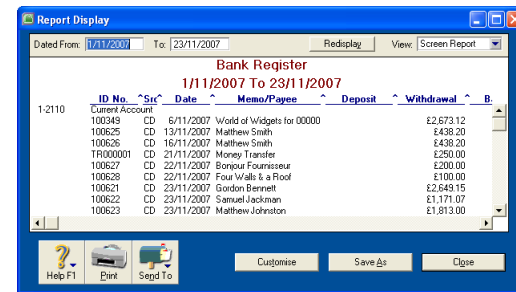 Report Display
Dated From: 1/11/2007 To: 23/11/2007 Redisplay View: Screen Report
Bank Register
1/11/2007 To 23/11/2007
ID No. ^Src^ Date ^ Memo/Payee ^ Deposit ^ Withdrawal ^ B.
1-2110 Current Account
100349 CD 6/11/2007 World of Widgets for 00000 £2,673.12
100625 CD 13/11/2007 Matthew Smith £438.20
100626 CD 16/11/2007 Matthew Smith £438.20
TR000001 CD 21/11/2007 Money Transfer £250.00
100627 CD 22/11/2007 Bonjour Fournisseur £200.00
100628 CD 22/11/2007 Four Walls & a Roof £100.00
100621 CD 23/11/2007 Gordon Bennett £2,649.15
100622 CD 23/11/2007 Samuel Jackman £1,171.07
100623 CD 23/11/2007 Matthew Johnston £1,813.00
Help F1 Print Send To Customise Save As Close